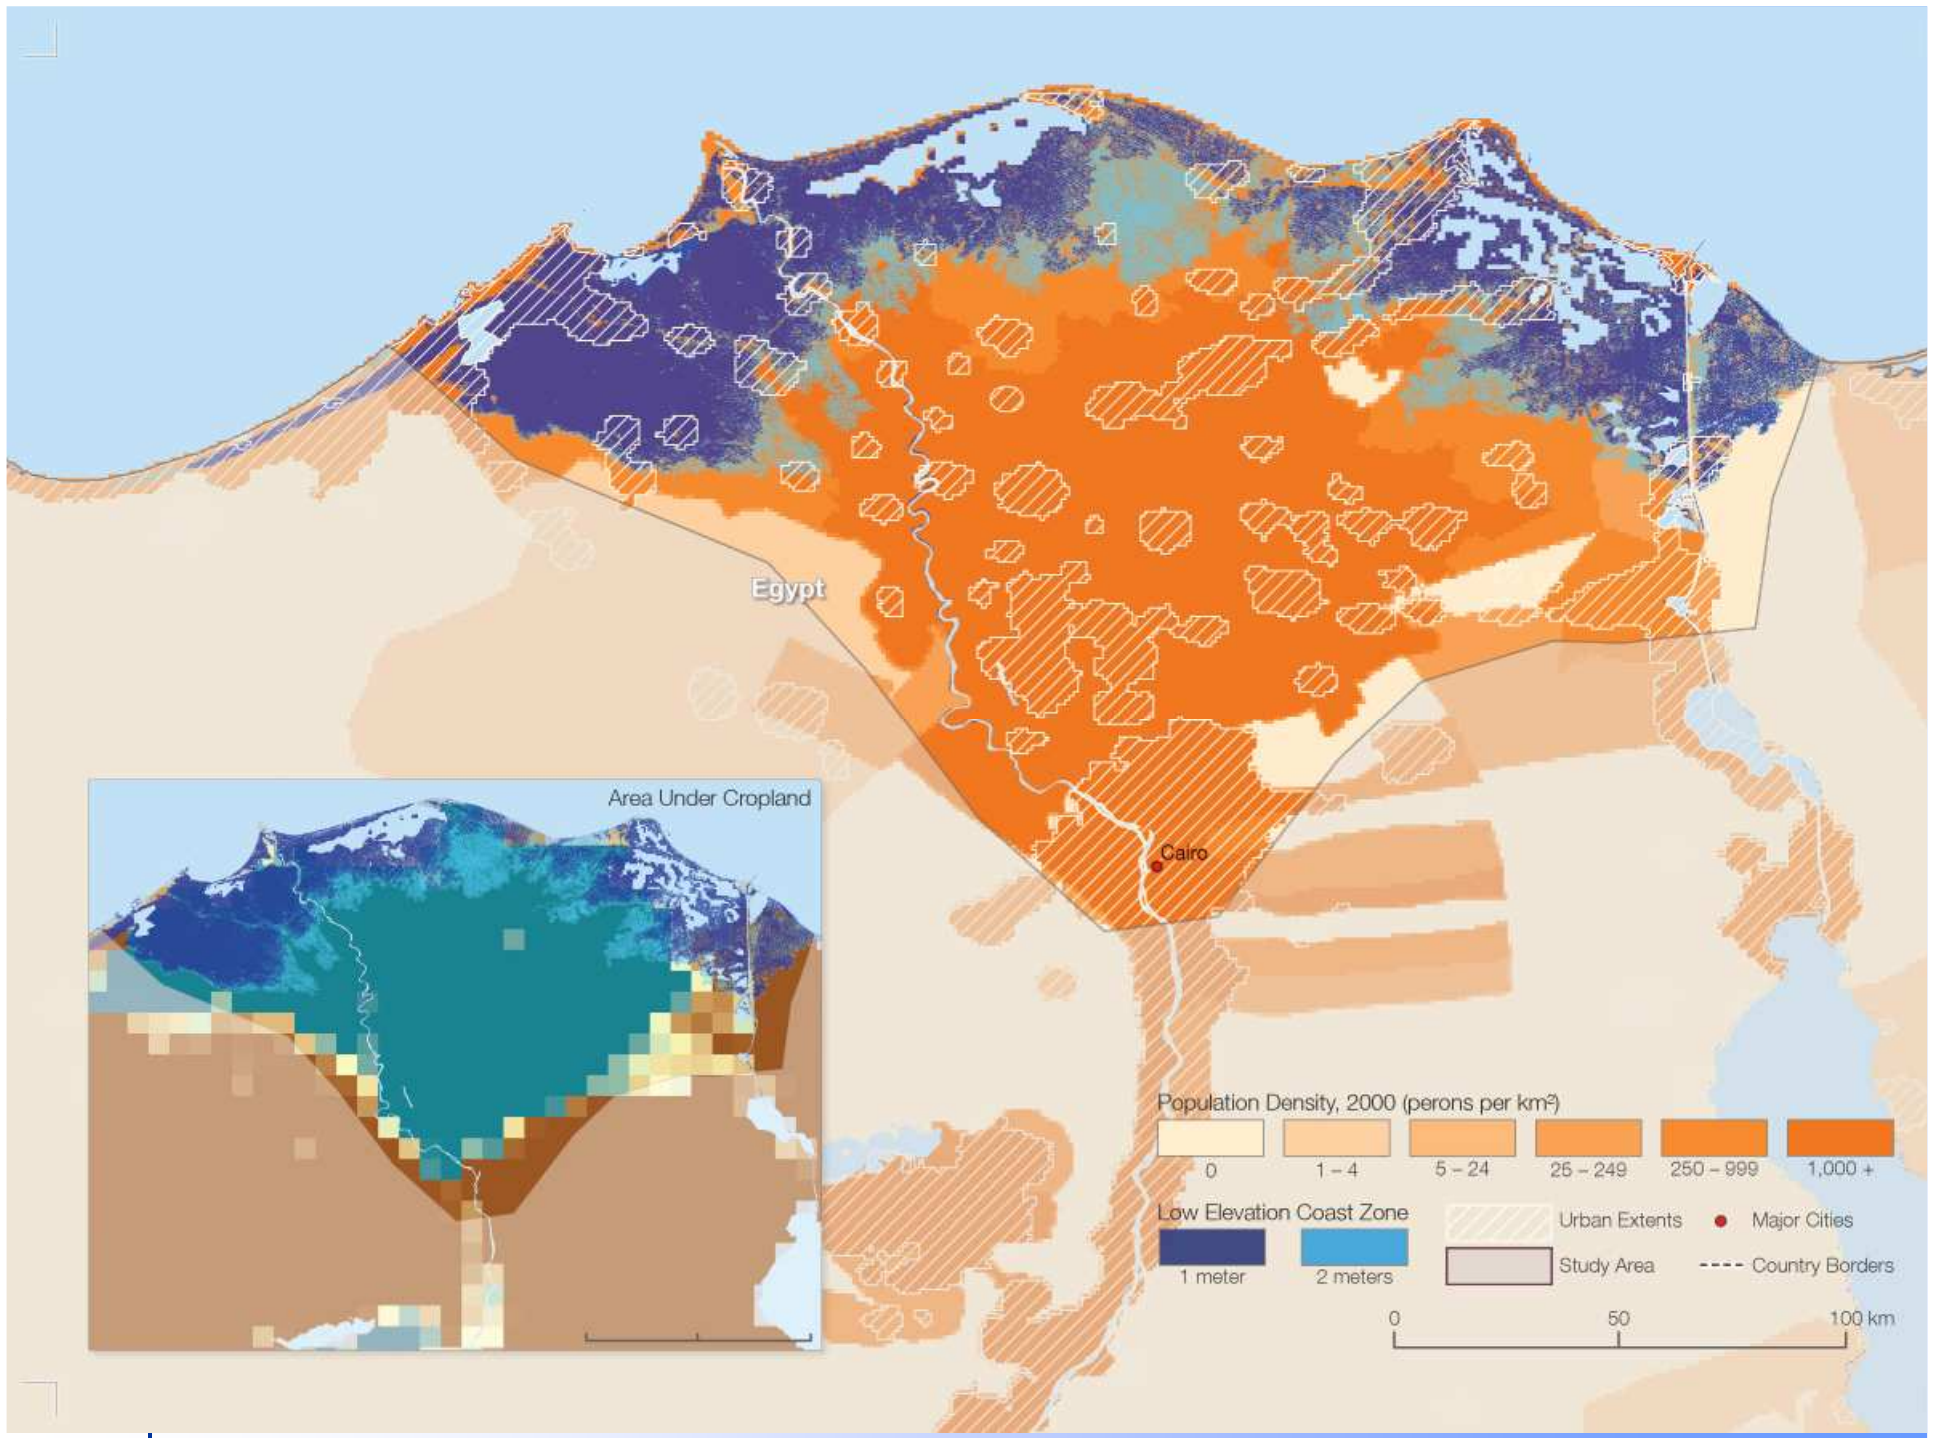 Egypt
Area Under Cropland
Cairo
Population Density, 2000 (perons per km²)
0 1 – 4 5 – 24 25 – 249 250 – 999 1,000 +
Low Elevation Coast Zone
1 meter 2 meters
Urban Extents
Major Cities
Study Area
Country Borders
0 50 100 km